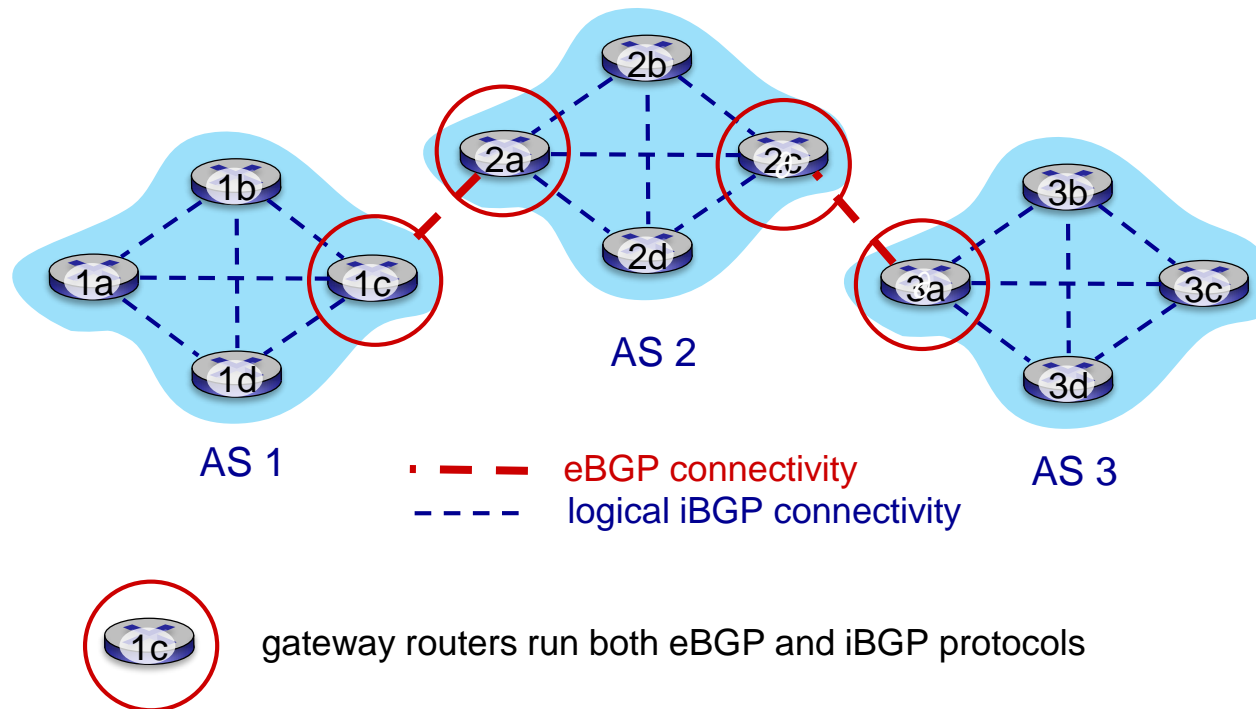 2b
2a
2c
2d
1b
1a
1c
1d
AS 2
3b
3a
3c
3d
AS 1
AS 3
eBGP connectivity
logical iBGP connectivity
1c
gateway routers run both eBGP and iBGP protocols